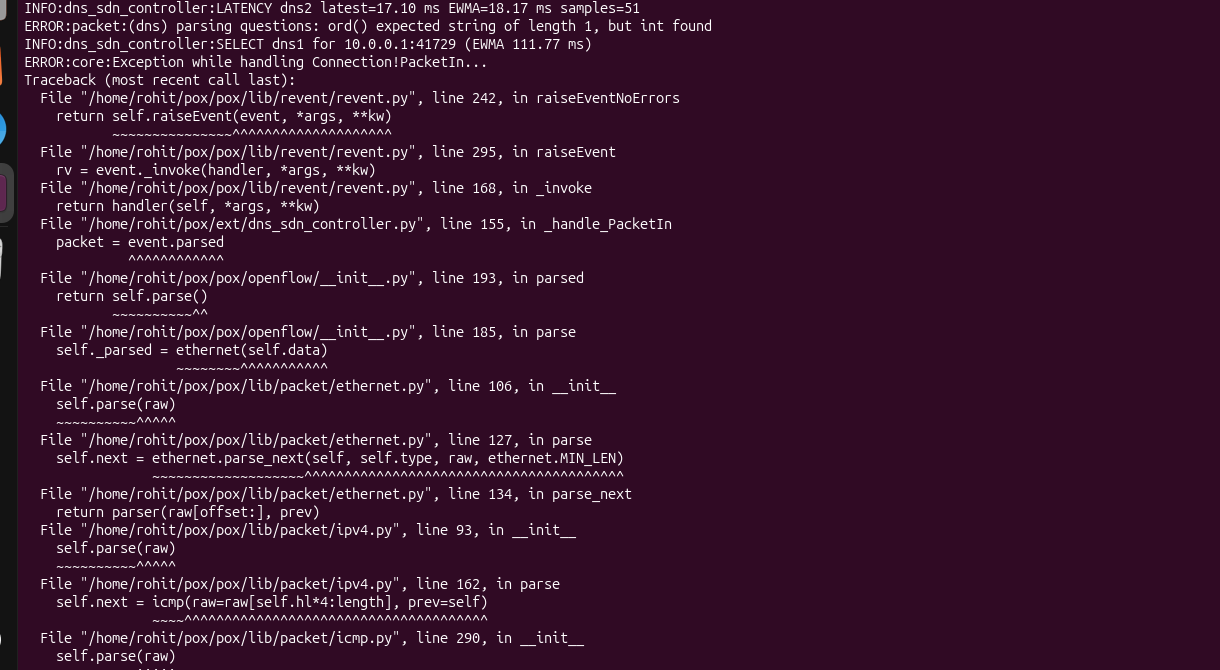 INFO:dns_sdn_controller:LATENCY dns2 latest=17.10 ms EWMA=18.17 ms samples=51
ERROR:packet:(dns) parsing questions: ord() expected string of length 1, but int found
INFO:dns_sdn_controller:SELECT dns1 for 10.0.0.1:41729 (EWMA 111.77 ms)
ERROR:core:Exception while handling Connection!PacketIn...
Traceback (most recent call last):
  File "/home/rohit/pox/pox/lib/revent/revent.py", line 242, in raiseEventNoErrors
    return self.raiseEvent(event, *args, **kw)
           ~~~~~~~~~~~~~~~^^^^^^^^^^^^^^^^^^^^
  File "/home/rohit/pox/pox/lib/revent/revent.py", line 295, in raiseEvent
    rv = event._invoke(handler, *args, **kw)
  File "/home/rohit/pox/pox/lib/revent/revent.py", line 168, in _invoke
    return handler(self, *args, **kw)
  File "/home/rohit/pox/ext/dns_sdn_controller.py", line 155, in _handle_PacketIn
    packet = event.parsed
             ^^^^^^^^^^^^
  File "/home/rohit/pox/pox/openflow/__init__.py", line 193, in parsed
    return self.parse()
           ~~~~~~~~~~^^
  File "/home/rohit/pox/pox/openflow/__init__.py", line 185, in parse
    self._parsed = ethernet(self.data)
                   ~~~~~~~~^^^^^^^^^^^
  File "/home/rohit/pox/pox/lib/packet/ethernet.py", line 106, in __init__
    self.parse(raw)
    ~~~~~~~~~~^^^^^
  File "/home/rohit/pox/pox/lib/packet/ethernet.py", line 127, in parse
    self.next = ethernet.parse_next(self, self.type, raw, ethernet.MIN_LEN)
                ~~~~~~~~~~~~~~~~~~~^^^^^^^^^^^^^^^^^^^^^^^^^^^^^^^^^^^^^^^^
  File "/home/rohit/pox/pox/lib/packet/ethernet.py", line 134, in parse_next
    return parser(raw[offset:], prev)
  File "/home/rohit/pox/pox/lib/packet/ipv4.py", line 93, in __init__
    self.parse(raw)
    ~~~~~~~~~~^^^^^
  File "/home/rohit/pox/pox/lib/packet/ipv4.py", line 162, in parse
    self.next = icmp(raw=raw[self.hl*4:length], prev=self)
                ~~~~^^^^^^^^^^^^^^^^^^^^^^^^^^^^^^^^^^^^^^
  File "/home/rohit/pox/pox/lib/packet/icmp.py", line 290, in __init__
    self.parse(raw)